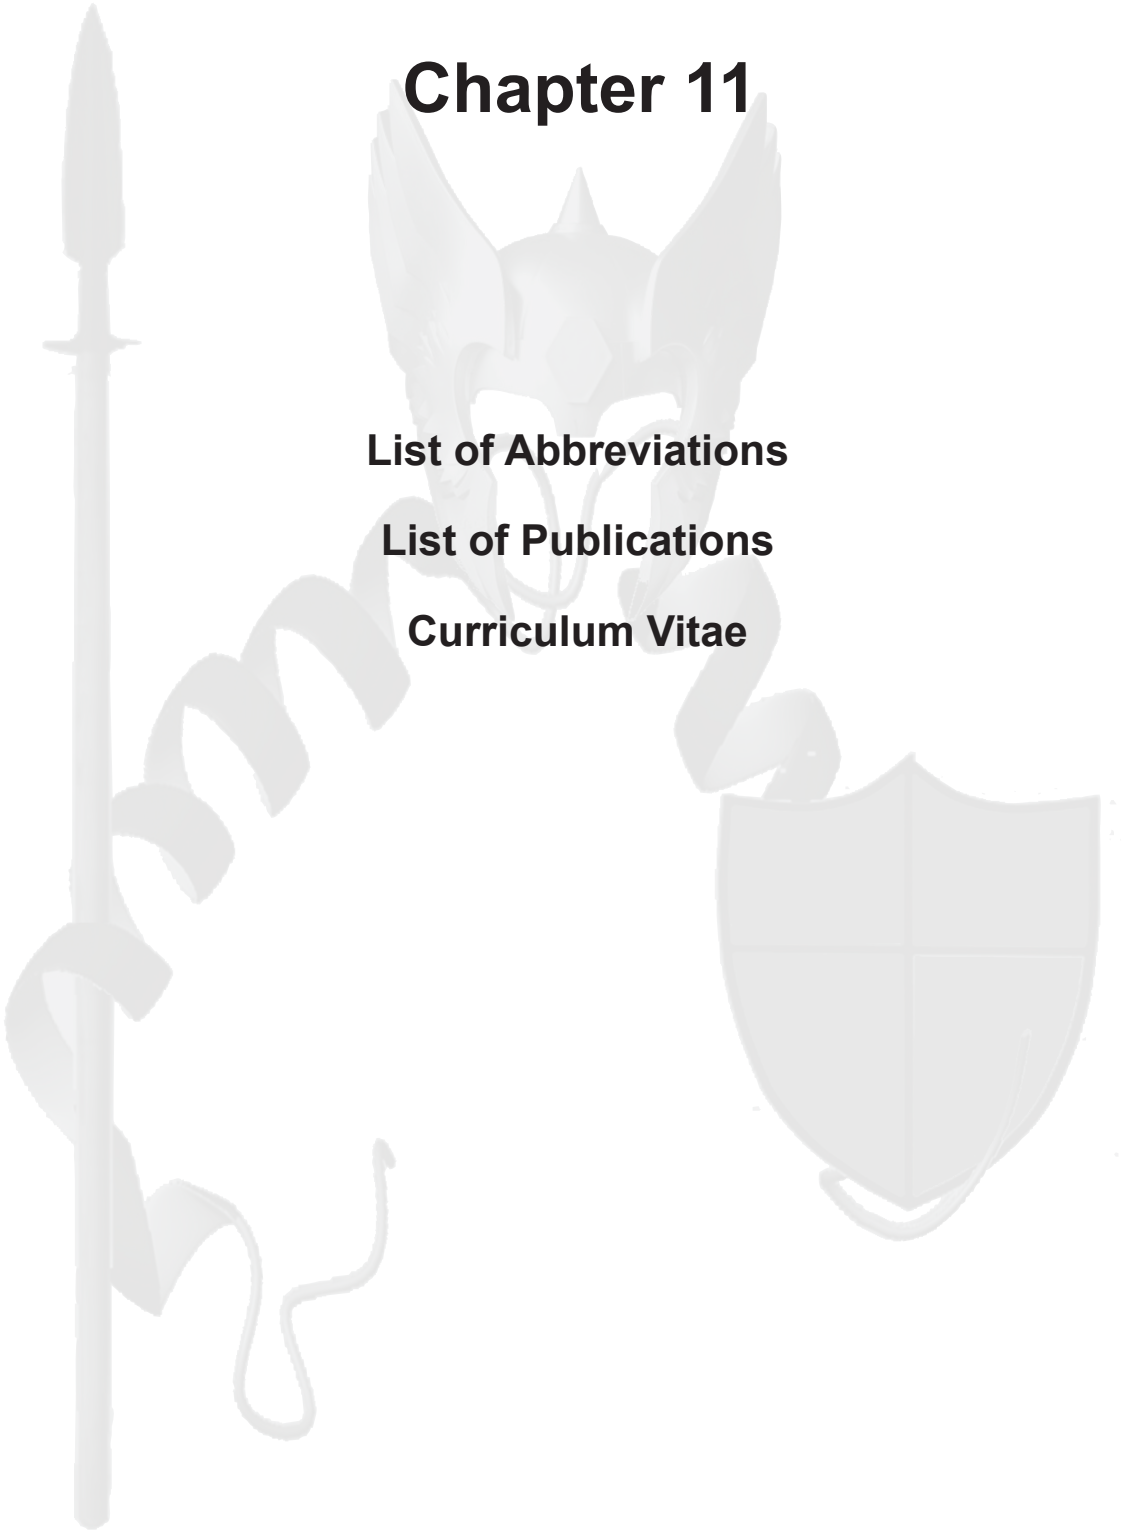 Chapter 11
List of Abbreviations
List of Publications
Curriculum Vitae